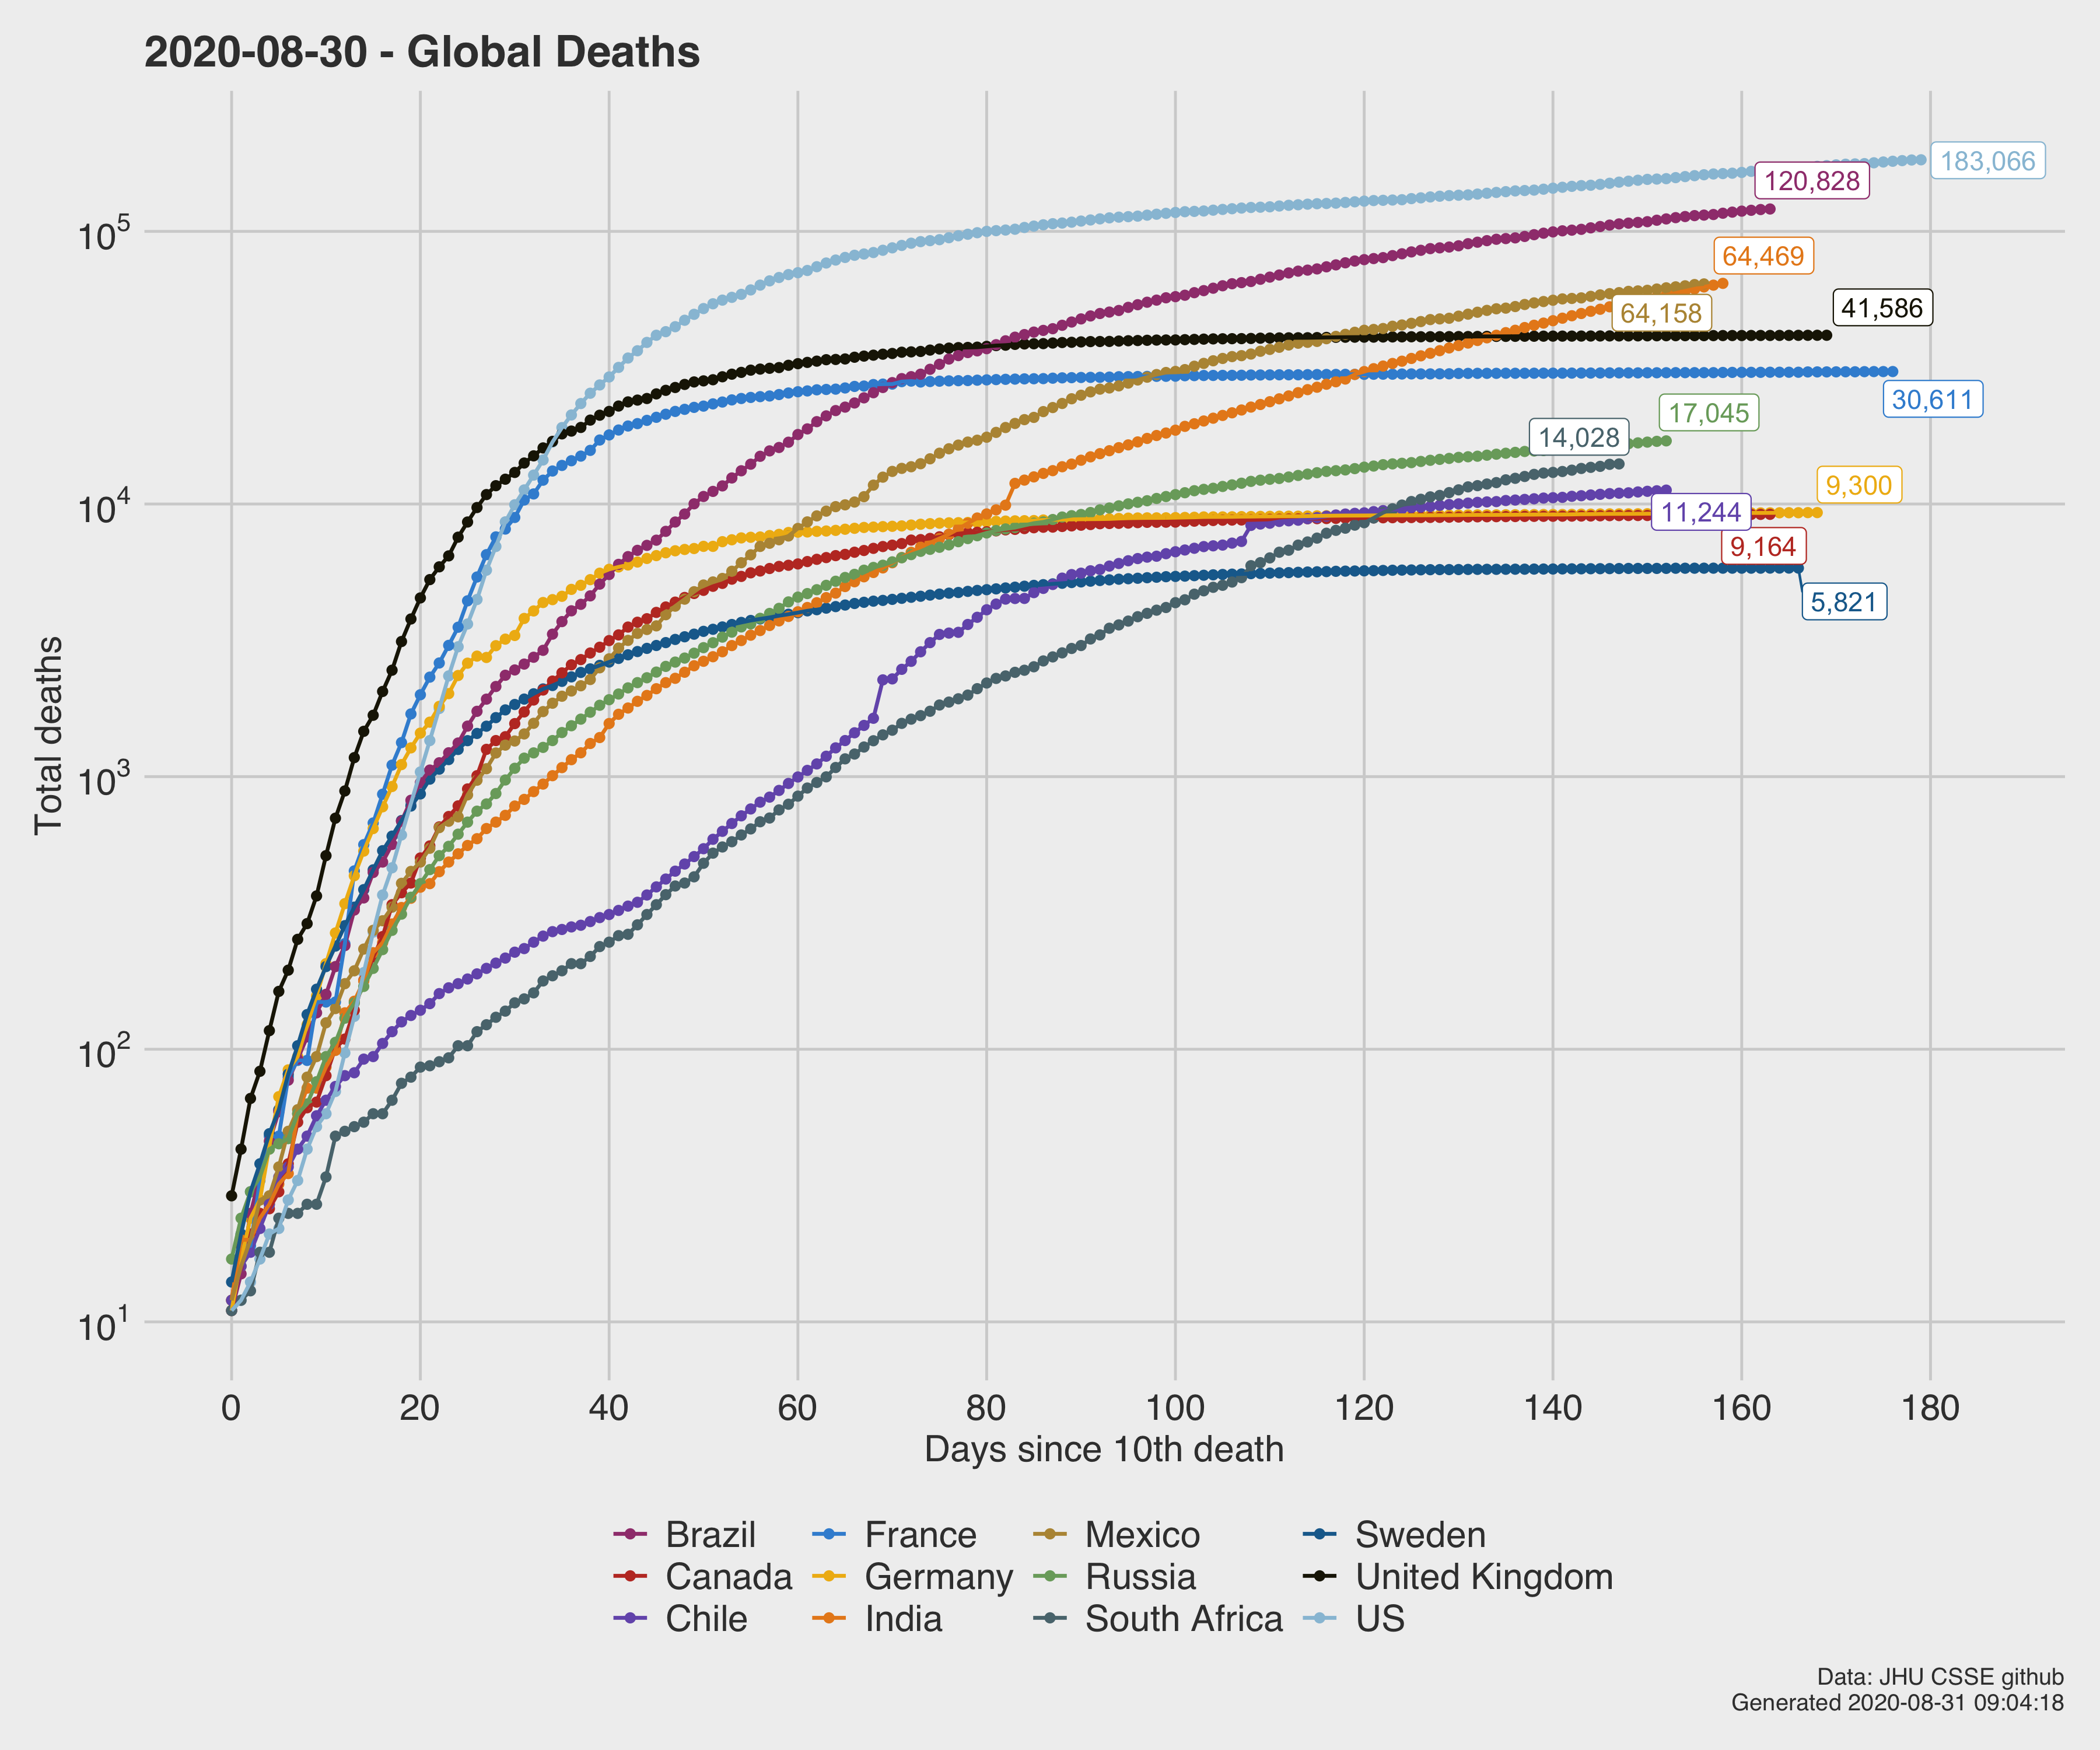 2020-08-30 - Global Deaths
Total deaths
10^5
10^4
10^3
10^2
10^1
183,066
120,828
64,469
64,158
41,586
30,611
17,045
14,028
9,300
11,244
9,164
5,821
0 20 40 60 80 100 120 140 160 180
Days since 10th death
Brazil France Mexico Sweden
Canada Germany Russia United Kingdom
Chile India South Africa US
Data: JHU CSSE github
Generated 2020-08-31 09:04:18